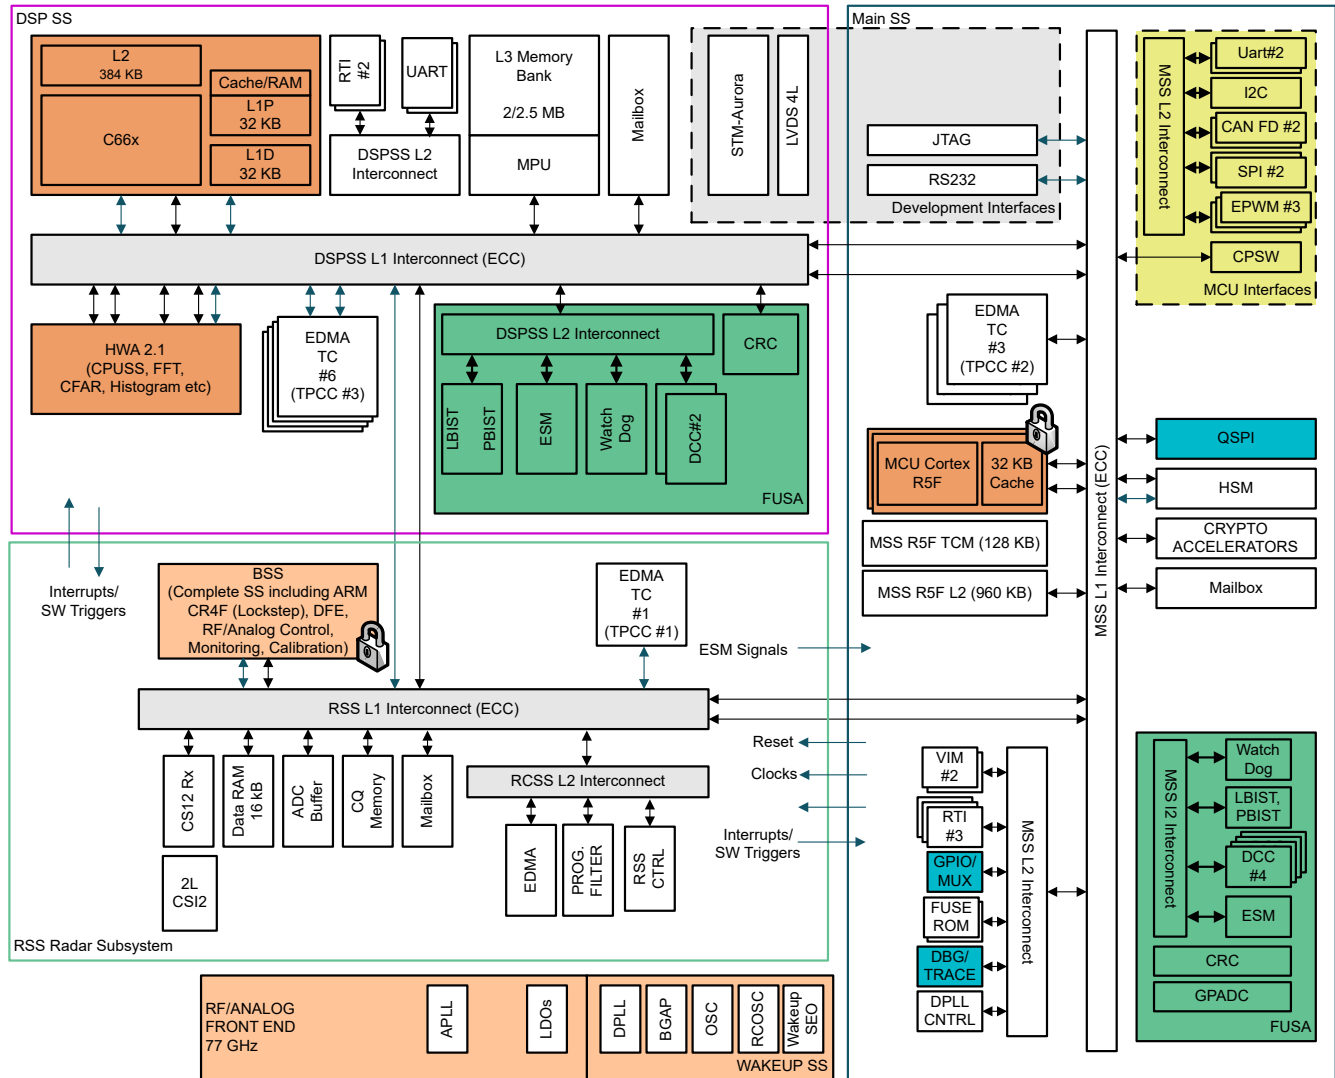 DSP SS
L2
384 KB
C66x
Cache/RAM
L1P
32 KB
L1D
32 KB
RTI
#2
UART
DSPSS L2
Interconnect
L3 Memory
Bank
2/2.5 MB
MPU
Mailbox
DSPSS L1 Interconnect (ECC)
HWA 2.1
(CPUSS, FFT,
CFAR, Histogram etc)
EDMA
TC
#6
(TPCC #3)
DSPSS L2 Interconnect
CRC
LBIST
PBIST
ESM
Watch
Dog
DCC#2
FUSA
Interrupts/
SW Triggers
BSS
(Complete SS including ARM
CR4F (Lockstep), DFE,
RF/Analog Control,
Monitoring, Calibration)
EDMA
TC
#1
(TPCC #1)
RSS L1 Interconnect (ECC)
CS12 Rx
Data RAM
16 kB
ADC
Buffer
CQ
Memory
Mailbox
RCSS L2 Interconnect
EDMA
PROG.
FILTER
RSS
CTRL
2L
CSI2
RSS Radar Subsystem
RF/ANALOG
FRONT END
77 GHz
APLL
LDOs
DPLL
BGAP
OSC
RCOSC
Wakeup
SEO
WAKEUP SS
Main SS
STM-Aurora
LVDS 4L
JTAG
RS232
Development Interfaces
MSS L2 Interconnect
Uart#2
I2C
CAN FD #2
SPI #2
EPWM #3
CPSW
MCU Interfaces
EDMA
TC
#3
(TPCC #2)
MCU Cortex
R5F
32 KB
Cache
MSS R5F TCM (128 KB)
MSS R5F L2 (960 KB)
MSS L1 Interconnect (ECC)
QSPI
HSM
CRYPTO
ACCELERATORS
Mailbox
ESM Signals
Reset
Clocks
Interrupts/
SW Triggers
VIM
#2
RTI
#3
GPIO/
MUX
FUSE
ROM
DBG/
TRACE
DPLL
CNTRL
MSS L2 Interconnect
MSS I2 Interconnect
Watch
Dog
LBIST,
PBIST
DCC
#4
ESM
CRC
GPADC
FUSA